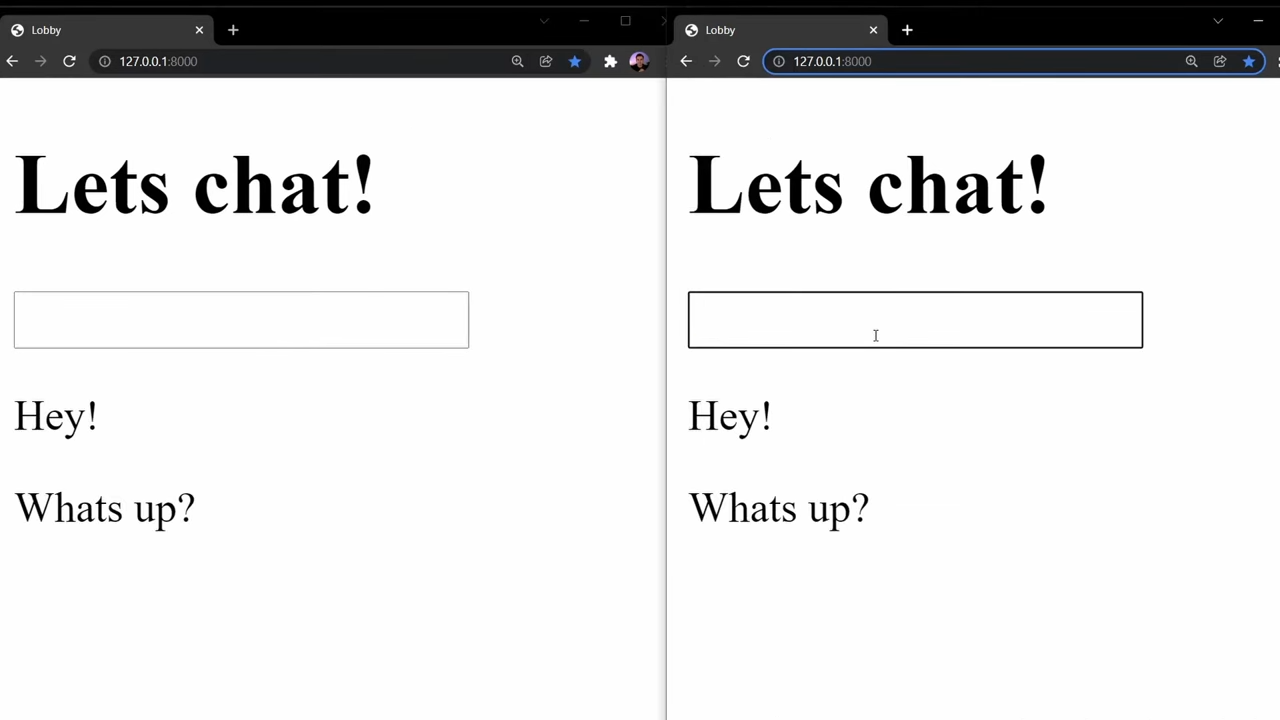 Lobby
127.0.0.1:8000
Lets chat!
Hey!
Whats up?
Lobby
127.0.0.1:8000
Lets chat!
Hey!
Whats up?